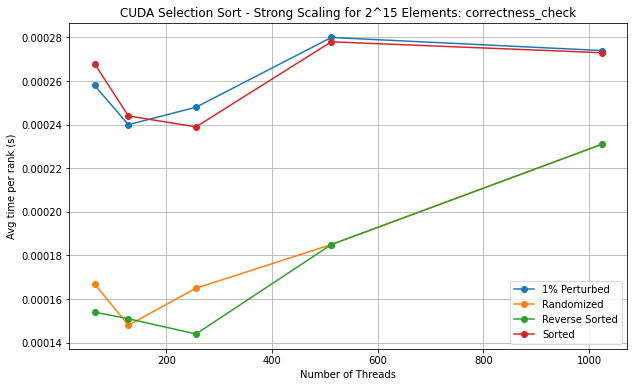 CUDA Selection Sort - Strong Scaling for 2^15 Elements: correctness_check
Avg time per rank (s)
0.00028
0.00026
0.00024
0.00022
0.00020
0.00018
0.00016
0.00014
200
400
600
800
1000
Number of Threads
1% Perturbed
Randomized
Reverse Sorted
Sorted